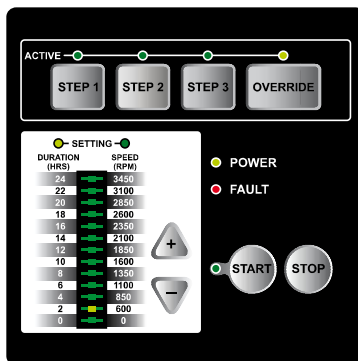 ACTIVE
STEP 1 STEP 2 STEP 3 OVERRIDE
SETTING
DURATION (HRS) SPEED (RPM)
24 3450
22 3100
20 2850
18 2600
16 2350
14 2100
12 1850
10 1600
8 1350
6 1100
4 850
2 600
0 0
+
−
POWER
FAULT
START STOP